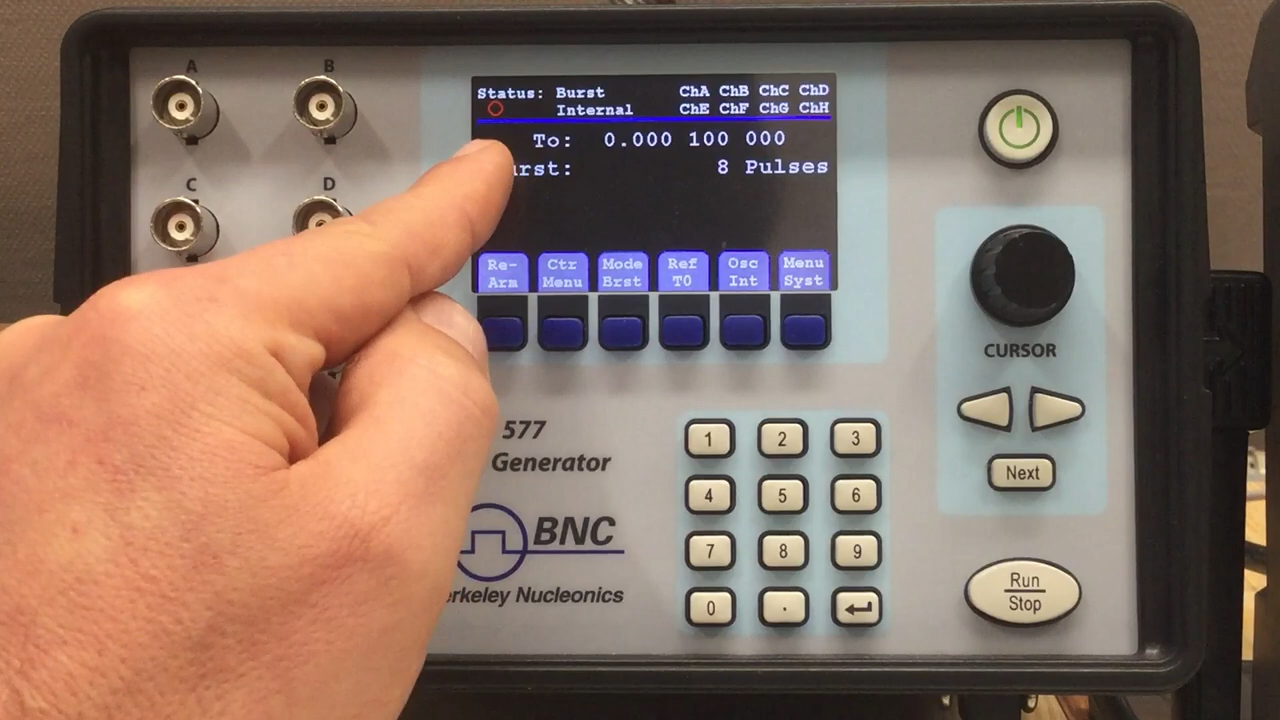 A B
C D
Status: Burst ChA ChB ChC ChD
Internal ChE ChF ChG ChH
To: 0.000 100 000
8 Pulses
Re-Arm Ctr Menu Mode Brst Ref T0 Osc Int Menu Syst
CURSOR
577
Generator
1 2 3
4 5 6
7 8 9
0 .
Next
Run
Stop
BNC
Nucleonics